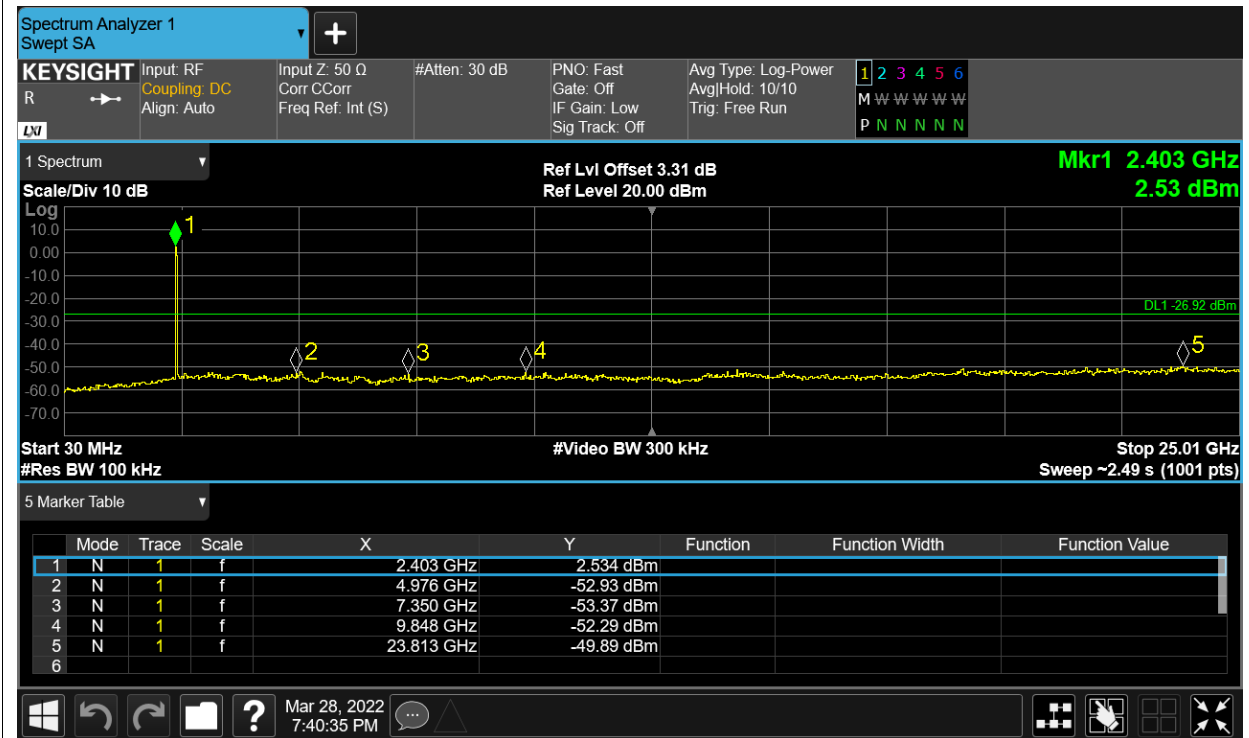 Spectrum Analyzer 1
Swept SA
+
KEYSIGHT Input: RF Input Z: 50 Ω #Atten: 30 dB PNO: Fast Avg Type: Log-Power 1 2 3 4 5 6
R Coupling: DC Corr CCorr Gate: Off Avg|Hold: 10/10 M W W W W W
Align: Auto Freq Ref: Int (S) IF Gain: Low Trig: Free Run
LXI Sig Track: Off P N N N N N
1 Spectrum
Ref Lvl Offset 3.31 dB Mkr1 2.403 GHz
Scale/Div 10 dB Ref Level 20.00 dBm 2.53 dBm
Log
1
10.0
0.00
-10.0
-20.0
DL1 -26.92 dBm
-30.0
-40.0
2 3 4 5
-50.0
-60.0
-70.0
Start 30 MHz #Video BW 300 kHz Stop 25.01 GHz
#Res BW 100 kHz Sweep ~2.49 s (1001 pts)
5 Marker Table
Mode Trace Scale X Y Function Function Width Function Value
1 N 1 f 2.403 GHz 2.534 dBm
2 N 1 f 4.976 GHz -52.93 dBm
3 N 1 f 7.350 GHz -53.37 dBm
4 N 1 f 9.848 GHz -52.29 dBm
5 N 1 f 23.813 GHz -49.89 dBm
6
? Mar 28, 2022
7:40:35 PM